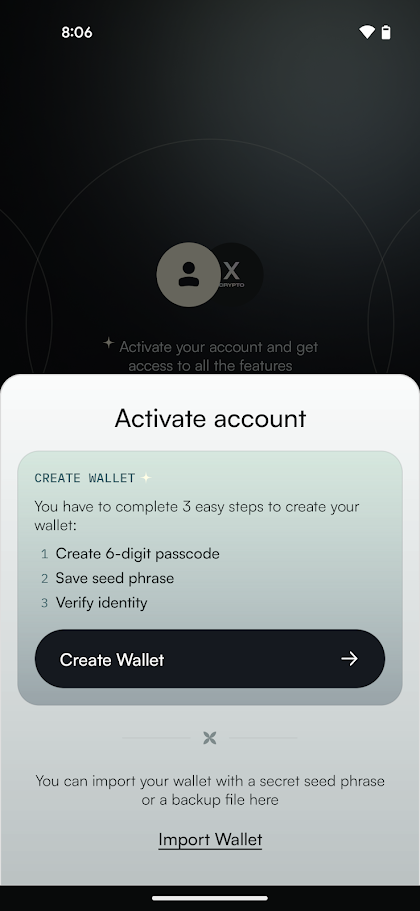 8:06
X
CRYPTO
Activate your account and get
access to all the features
Activate account
CREATE WALLET
You have to complete 3 easy steps to create your
wallet:
1 Create 6-digit passcode
2 Save seed phrase
3 Verify identity
Create Wallet
You can import your wallet with a secret seed phrase
or a backup file here
Import Wallet